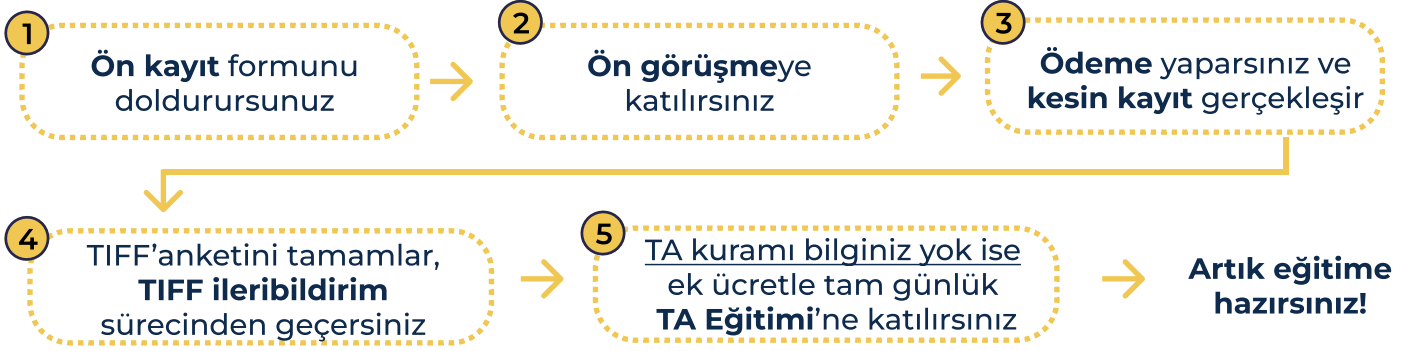 1
Ön kayıt formunu
doldurursunuz
2
Ön görüşmeye
katılırsınız
3
Ödeme yaparsınız ve
kesin kayıt gerçekleşir
4
TIFF’anketini tamamlar,
TIFF ileribildirim
sürecinden geçersiniz
5
TA kuramı bilginiz yok ise
ek ücretle tam günlük
TA Eğitimi’ne katılırsınız
Artık eğitime
hazırsınız!